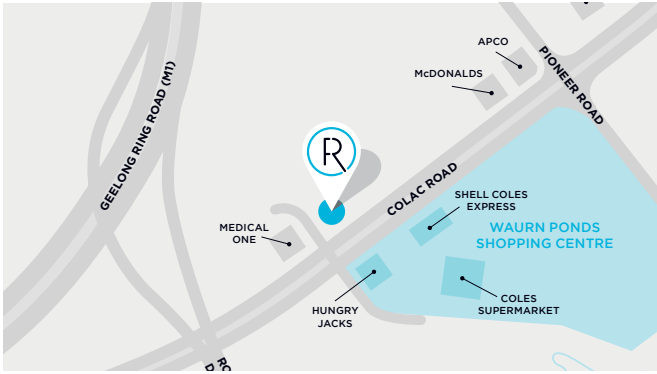 APCO
McDONALDS
PIONEER ROAD
GEELONG RING ROAD (M1)
R
COLAC ROAD
SHELL COLES
EXPRESS
MEDICAL
ONE
WAURN PONDS
SHOPPING CENTRE
HUNGRY
JACKS
COLES
SUPERMARKET